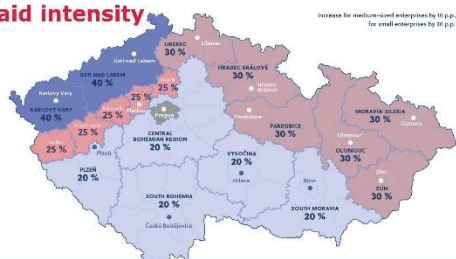 aid intensity
Increase for medium-sized enterprises by 10 p.p.,
for small enterprises by 20 p.p.
LIBEREC
30 %
Liberec
Ústí nad Labem
ÚSTÍ NAD LABEM
40 %
Karlovy Vary
KARLOVY VARY
40 %
25 %
25 %
25 %
25 %
Prague
HRADEC KRÁLOVÉ
30 %
Hradec
Králové
Pardubice
PARDUBICE
30 %
MORAVIA-SILESIA
30 %
Ostrava
Olomouc
OLOMOUC
30 %
Zlín
ZLÍN
30 %
CENTRAL
BOHEMIAN REGION
20 %
Plzeň
PLZEŇ
20 %
VYSOČINA
20 %
Jihlava
Brno
SOUTH BOHEMIA
20 %
České Budějovice
SOUTH MORAVIA
20 %